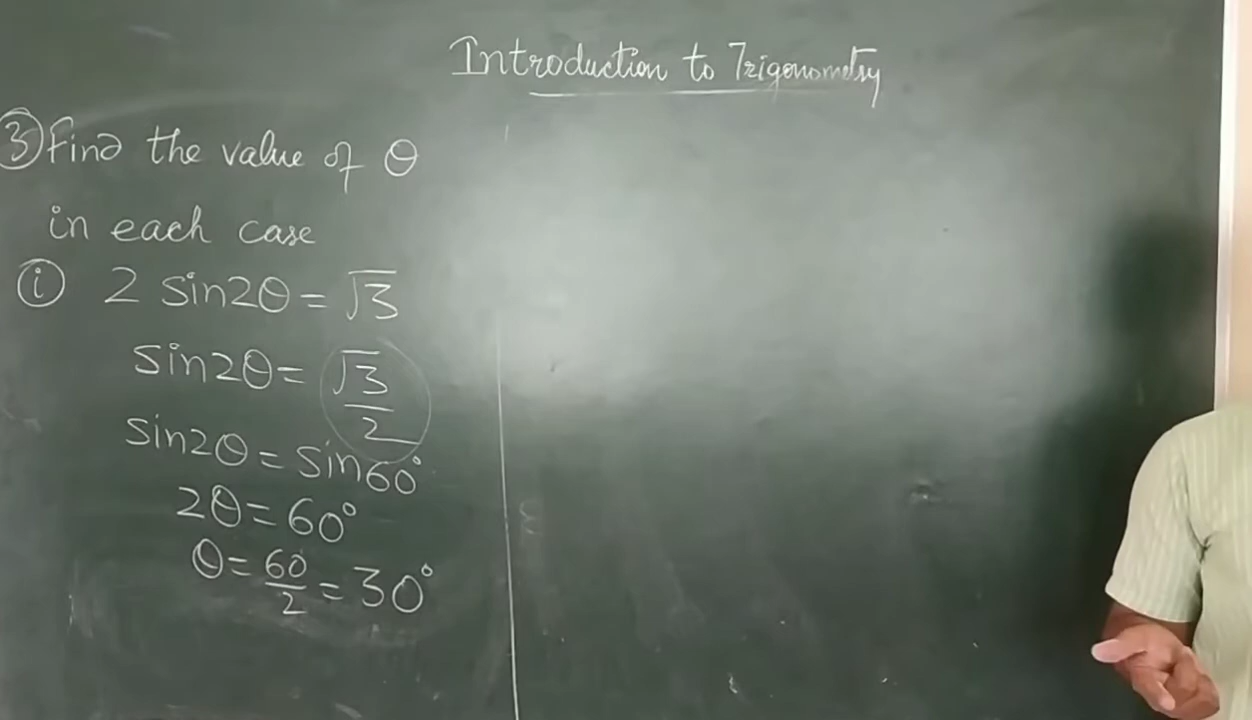 Introduction to Trigonometry
③ Find the value of θ
in each case
ⓘ 2 sin2θ = √3
sin2θ = √3/2
sin2θ = sin60°
2θ = 60°
θ = 60/2 = 30°